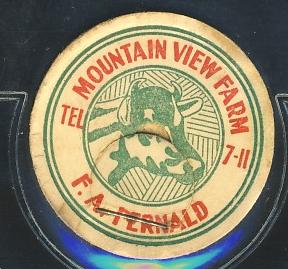 MOUNTAIN VIEW FARM
TEL 7-11
F. A. FERNALD